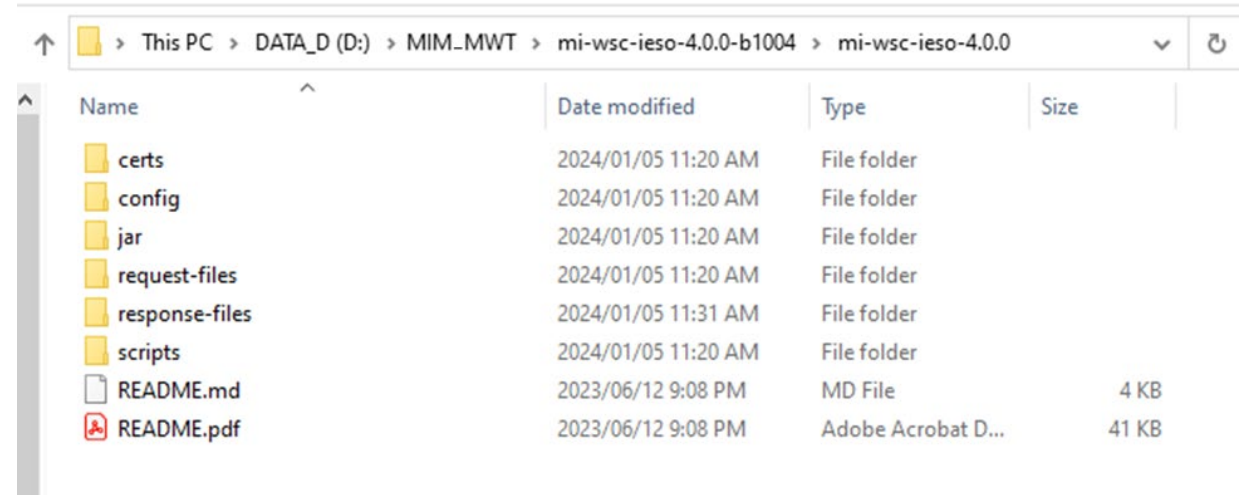 This PC > DATA_D (D:) > MIM_MWT > mi-wsc-ieso-4.0.0-b1004 > mi-wsc-ieso-4.0.0
Name Date modified Type Size
certs 2024/01/05 11:20 AM File folder
config 2024/01/05 11:20 AM File folder
jar 2024/01/05 11:20 AM File folder
request-files 2024/01/05 11:20 AM File folder
response-files 2024/01/05 11:31 AM File folder
scripts 2024/01/05 11:20 AM File folder
README.md 2023/06/12 9:08 PM MD File 4 KB
README.pdf 2023/06/12 9:08 PM Adobe Acrobat D... 41 KB